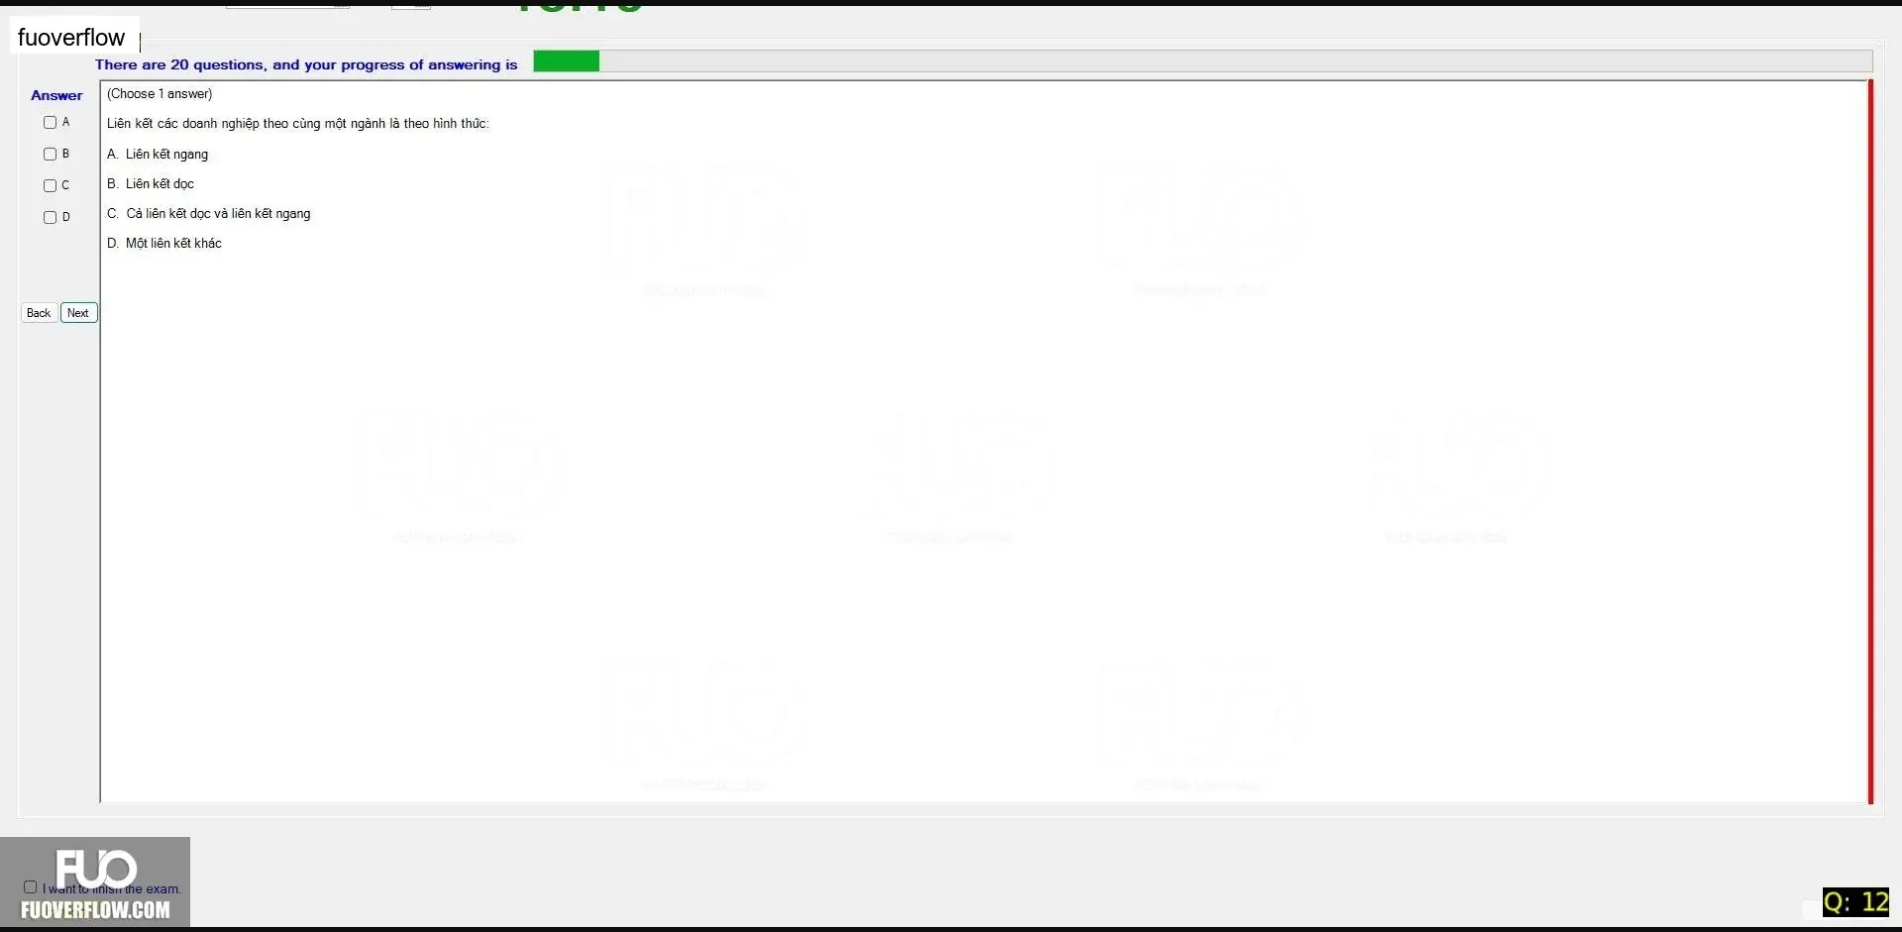 fuoverflow
There are 20 questions, and your progress of answering is
Answer
(Choose 1 answer)
A
Liên kết các doanh nghiệp theo cùng một ngành là theo hình thức:
B
A. Liên kết ngang
C
B. Liên kết dọc
D
C. Cả liên kết dọc và liên kết ngang
D. Một liên kết khác
Back Next
FUO
I want to finish the exam.
FUOVERFLOW.COM
Q: 12